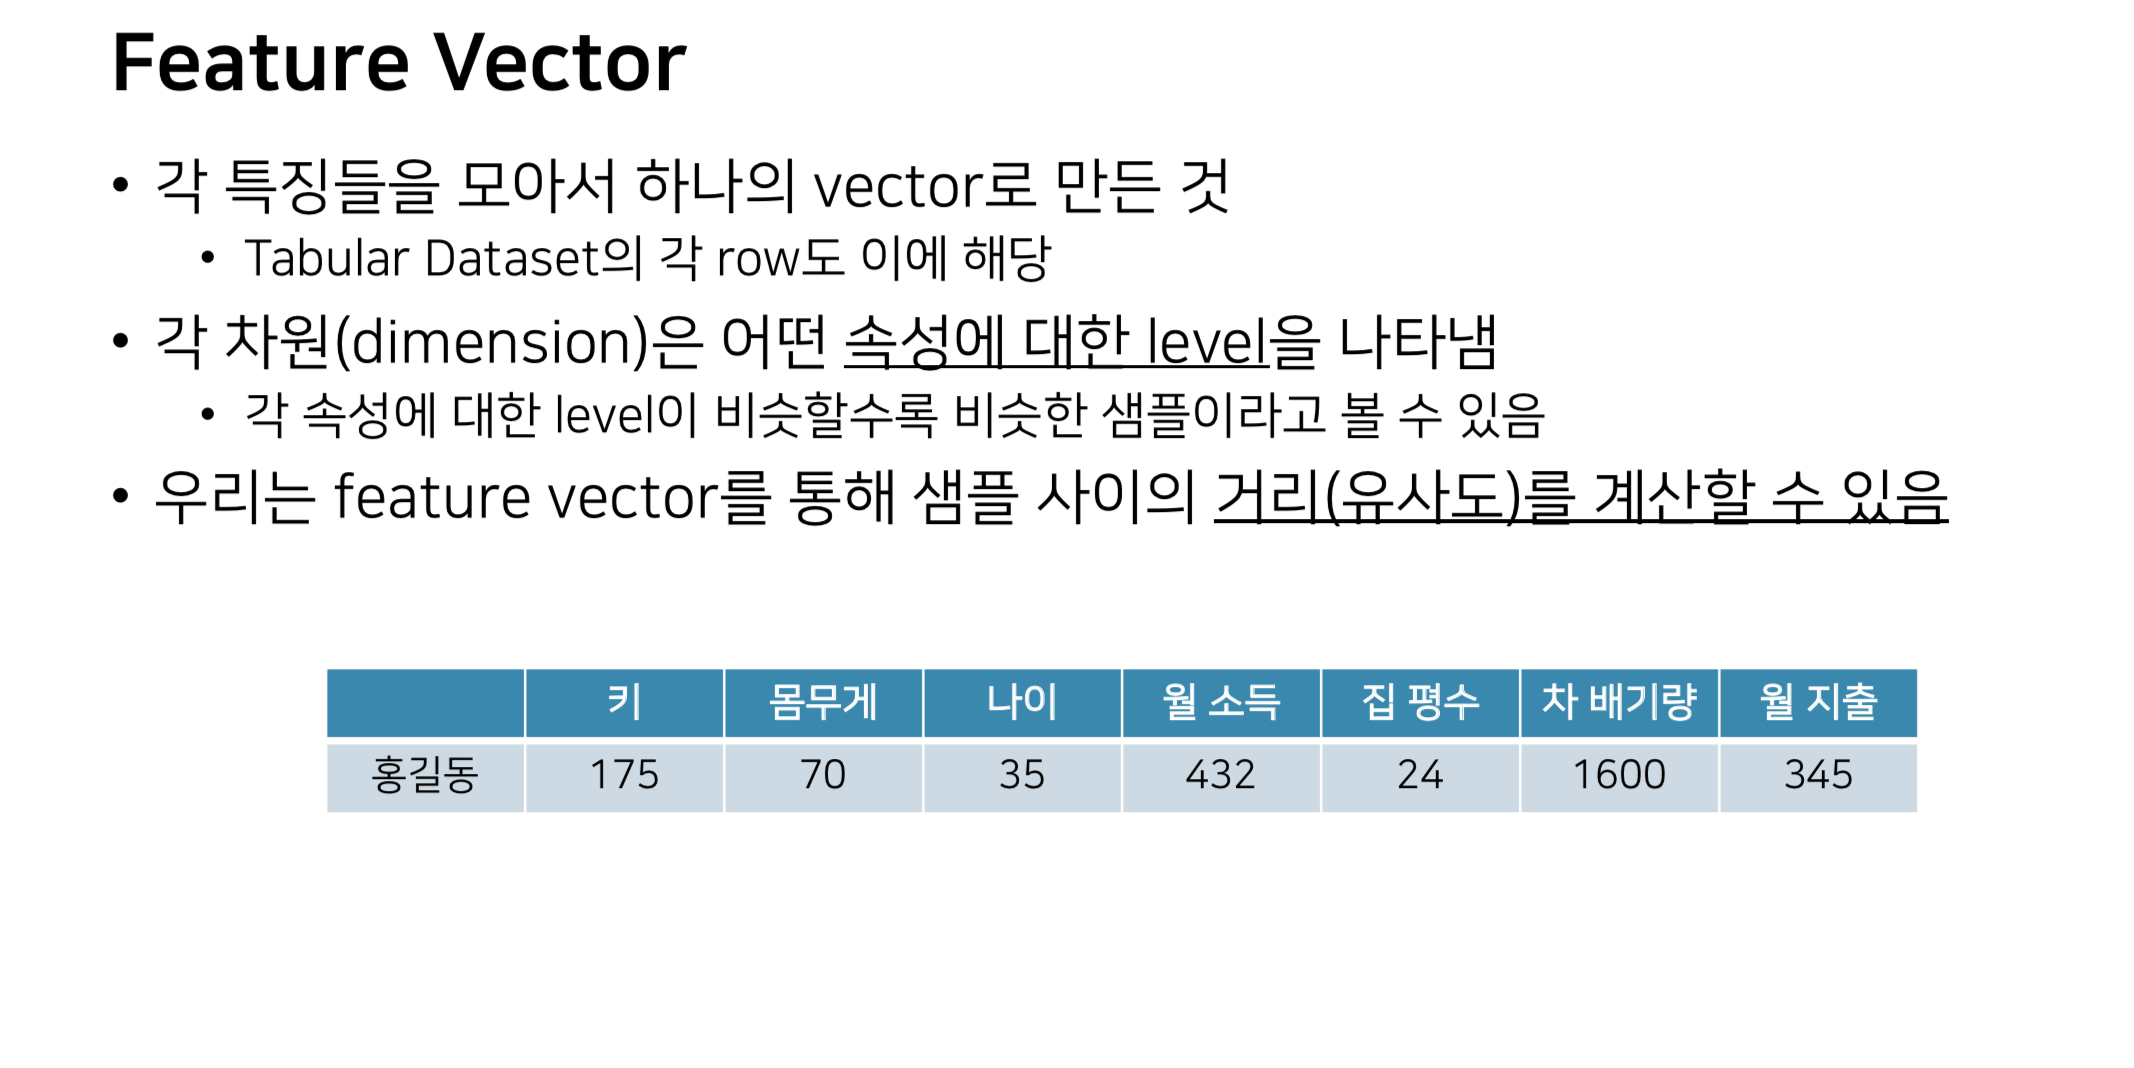 Feature Vector
• 각 특징들을 모아서 하나의 vector로 만든 것
• Tabular Dataset의 각 row도 이에 해당
• 각 차원(dimension)은 어떤 속성에 대한 level을 나타냄
• 각 속성에 대한 level이 비슷할수록 비슷한 샘플이라고 볼 수 있음
• 우리는 feature vector를 통해 샘플 사이의 거리(유사도)를 계산할 수 있음
키 몸무게 나이 월 소득 집 평수 차 배기량 월 지출
홍길동 175 70 35 432 24 1600 345